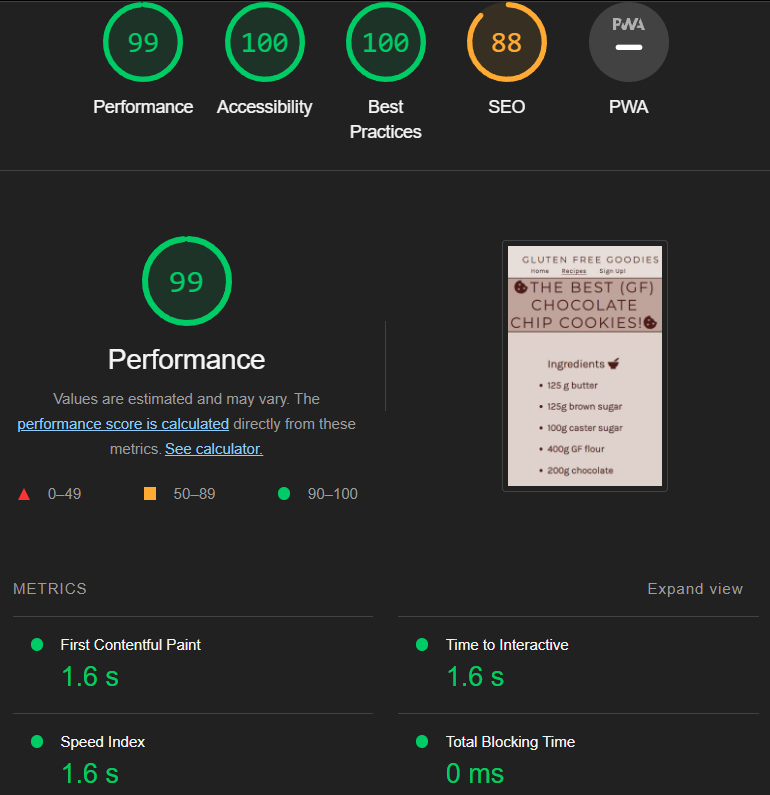 99
100
100
88
PWA
Performance
Accessibility
Best
Practices
SEO
PWA
99
Performance
Values are estimated and may vary. The
performance score is calculated directly from these
metrics. See calculator.
0–49
50–89
90–100
GLUTEN FREE GOODIES
Home Recipes Sign Up!
THE BEST (GF)
CHOCOLATE
CHIP COOKIES!
Ingredients
• 125 g butter
• 125g brown sugar
• 100g caster sugar
• 400g GF flour
• 200g chocolate
METRICS
Expand view
First Contentful Paint
1.6 s
Time to Interactive
1.6 s
Speed Index
1.6 s
Total Blocking Time
0 ms